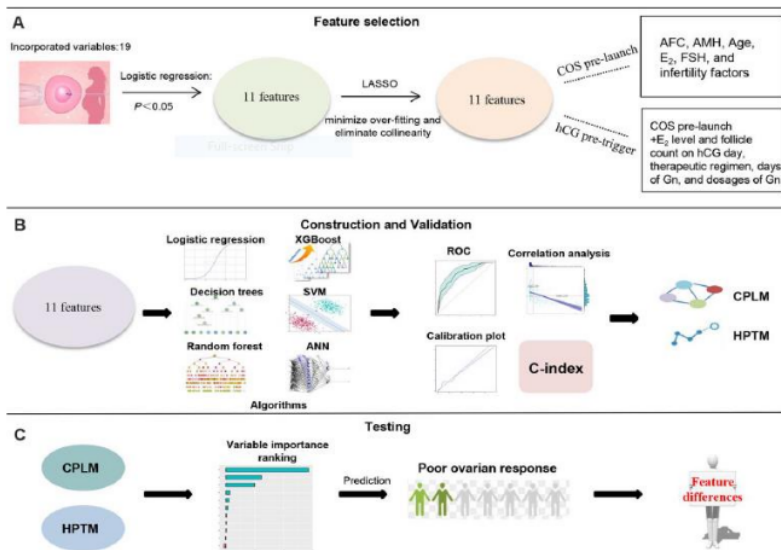 A
Feature selection
Incorporated variables:19
Logistic regression:
P<0.05
11 features
LASSO
minimize over-fitting and
eliminate collinearity
11 features
COS pre-launch
hCG pre-trigger
AFC, AMH, Age,
E2, FSH, and
infertility factors
COS pre-launch
+E2 level and follicle
count on hCG day,
therapeutic regimen, days
of Gn, and dosages of Gn
Full-screen Snip
B
Construction and Validation
11 features
Logistic regression
XGBoost
Decision trees
SVM
Random forest
ANN
Algorithms
ROC
Correlation analysis
Calibration plot
C-index
CPLM
HPTM
C
Testing
CPLM
HPTM
Variable importance
ranking
Prediction
Poor ovarian response
Feature
differences